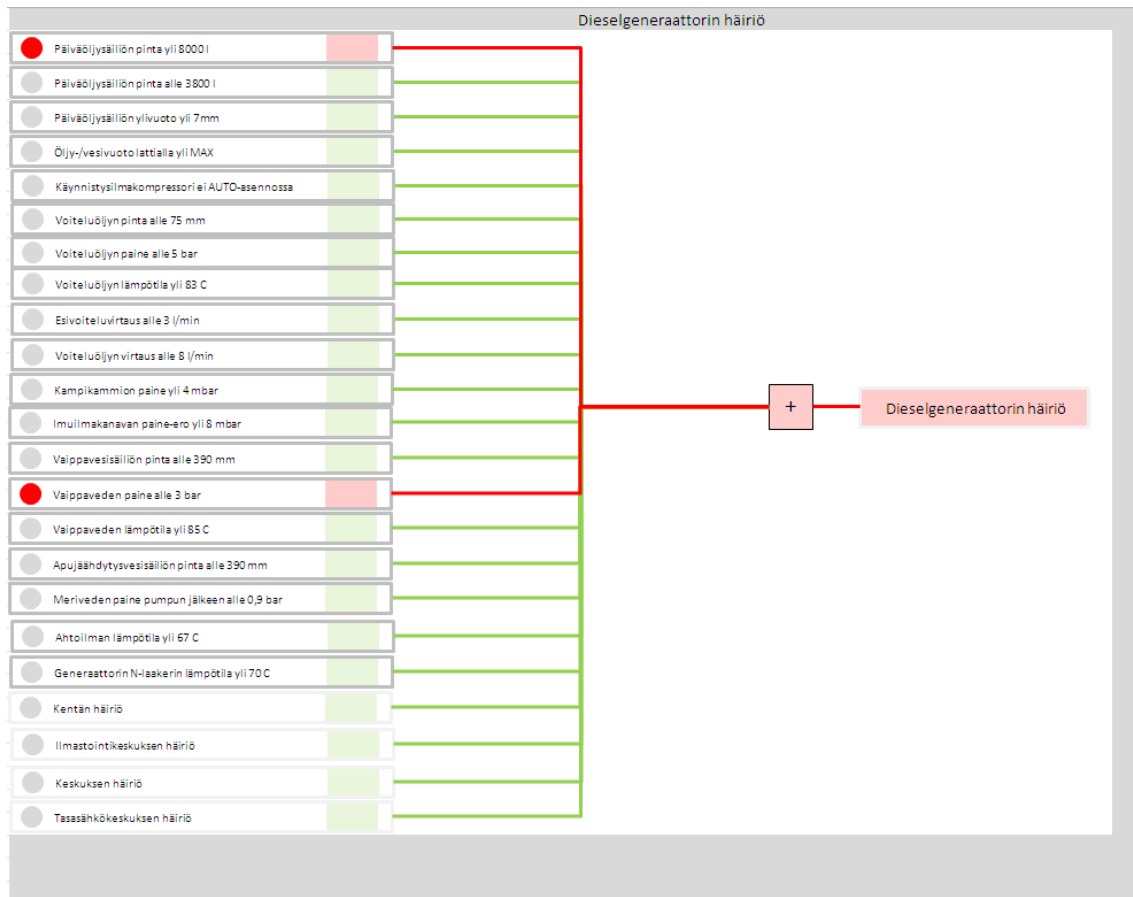 Dieselgeneraattorin häiriö
Päiväöljysäiliön pinta yli 8000 l
Päiväöljysäiliön pinta alle 3800 l
Päiväöljysäiliön ylivuoto yli 7mm
Öljy-/vesivuoto lattialla yli MAX
Käynnistysilmakompressori ei AUTO-asennossa
Voiteluöljyn pinta alle 75 mm
Voiteluöljyn paine alle 5 bar
Voiteluöljyn lämpötila yli 83 C
Esivoiteluvirtaus alle 3 l/min
Voiteluöljyn virtaus alle 8 l/min
Kampikammion paine yli 4 mbar
Imuilmakanavan paine-ero yli 8 mbar
Vaippavesisäiliön pinta alle 390 mm
Vaippaveden paine alle 3 bar
Vaippaveden lämpötila yli 85 C
Apujäähdytysvesisäiliön pinta alle 390 mm
Meriveden paine pumpun jälkeen alle 0,9 bar
Ahtoilman lämpötila yli 67 C
Generaattorin N-laakerin lämpötila yli 70 C
Kentän häiriö
Ilmastointikeskuksen häiriö
Keskuksen häiriö
Tasasähkökeskuksen häiriö
+
Dieselgeneraattorin häiriö